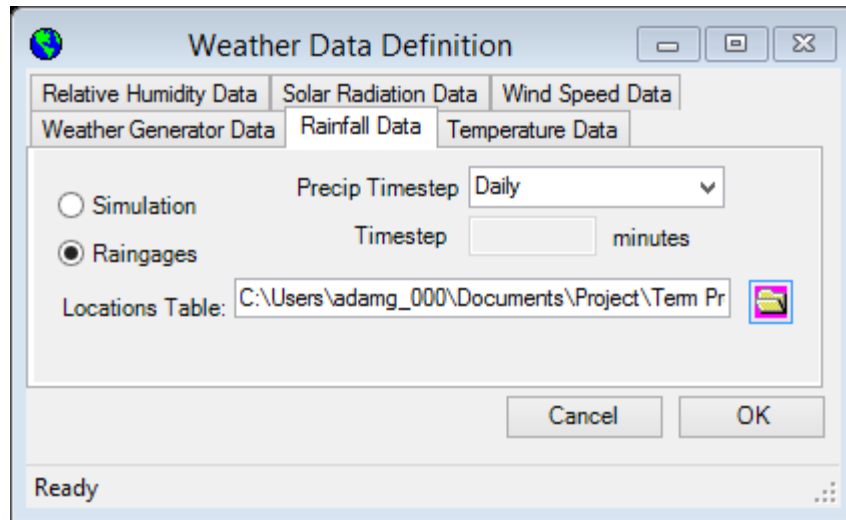 Weather Data Definition
Relative Humidity Data Solar Radiation Data Wind Speed Data
Weather Generator Data Rainfall Data Temperature Data
Simulation Precip Timestep Daily
Raingages Timestep minutes
Locations Table: C:\Users\adamg_000\Documents\Project\Term Pr
Cancel OK
Ready